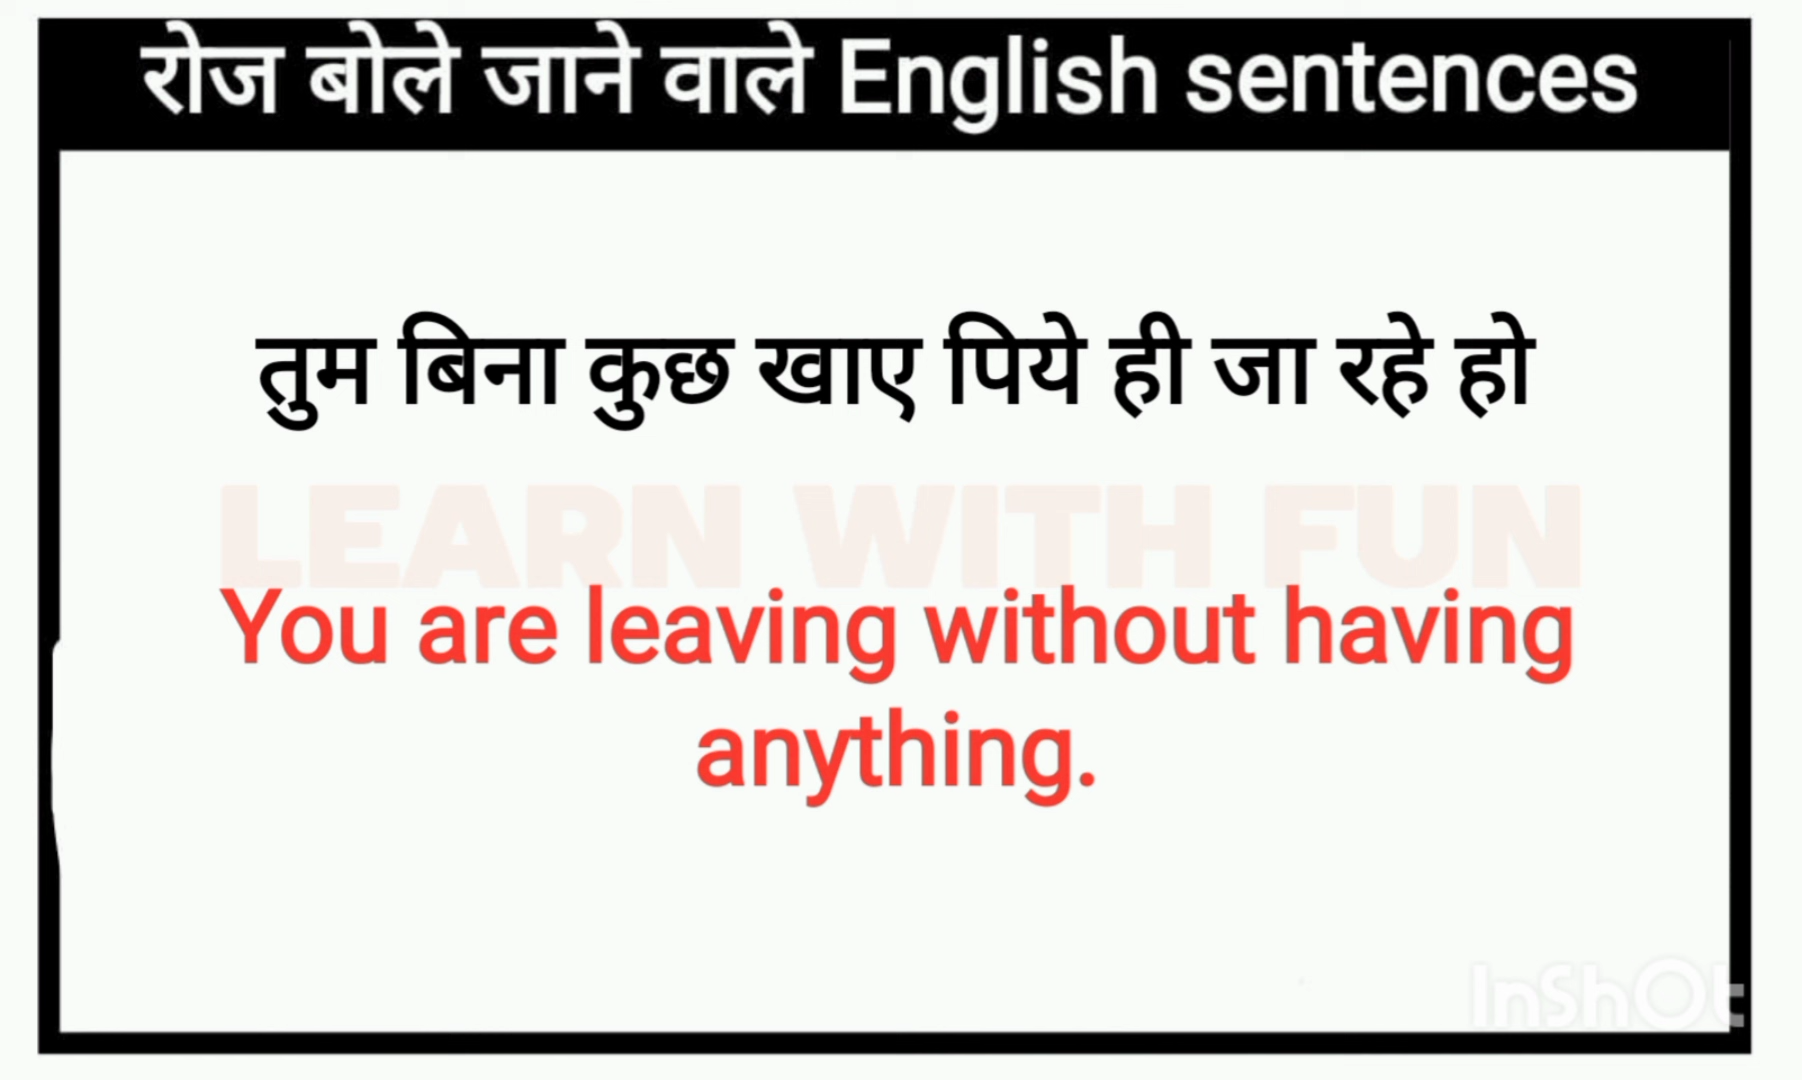 रोज बोले जाने वाले English sentences
तुम बिना कुछ खाए पिये ही जा रहे हो
LEARN WITH FUN
You are leaving without having
anything.
InShOt